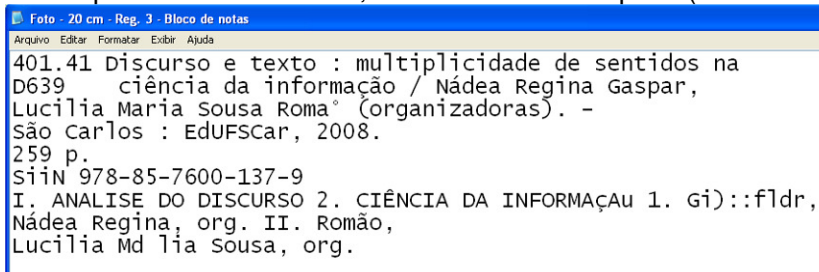 Foto - 20 cm - Reg. 3 - Bloco de notas
Arquivo Editar Formatar Exibir Ajuda
401.41 Discurso e texto : multiplicidade de sentidos na
D639 ciência da informação / Nádea Regina Gaspar,
Lucilia Maria Sousa Roma° (organizadoras). –
São Carlos : EdUFSCar, 2008.
259 p.
SiiN 978-85-7600-137-9
I. ANALISE DO DISCURSO 2. CIÊNCIA DA INFORMAçAu 1. Gi)::fldr,
Nádea Regina, org. II. Romão,
Lucilia Md lia Sousa, org.